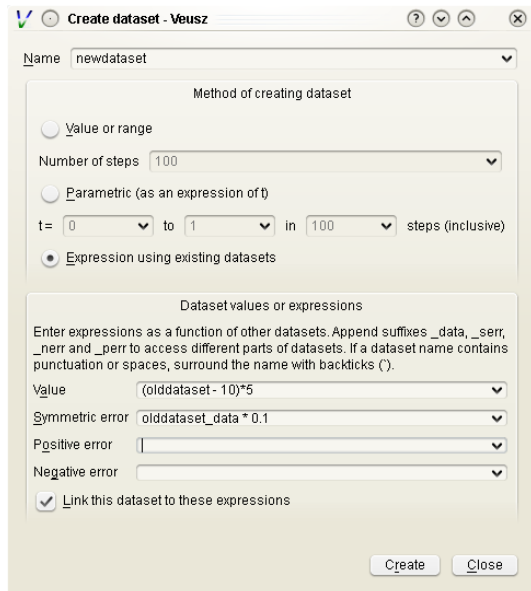 Create dataset - Veusz
Name newdataset
Method of creating dataset
Value or range
Number of steps 100
Parametric (as an expression of t)
t = 0 to 1 in 100 steps (inclusive)
Expression using existing datasets
Dataset values or expressions
Enter expressions as a function of other datasets. Append suffixes _data, _serr,
_nerr and _perr to access different parts of datasets. If a dataset name contains
punctuation or spaces, surround the name with backticks (`).
Value (olddataset - 10)*5
Symmetric error olddataset_data * 0.1
Positive error
Negative error
Link this dataset to these expressions
Create Close